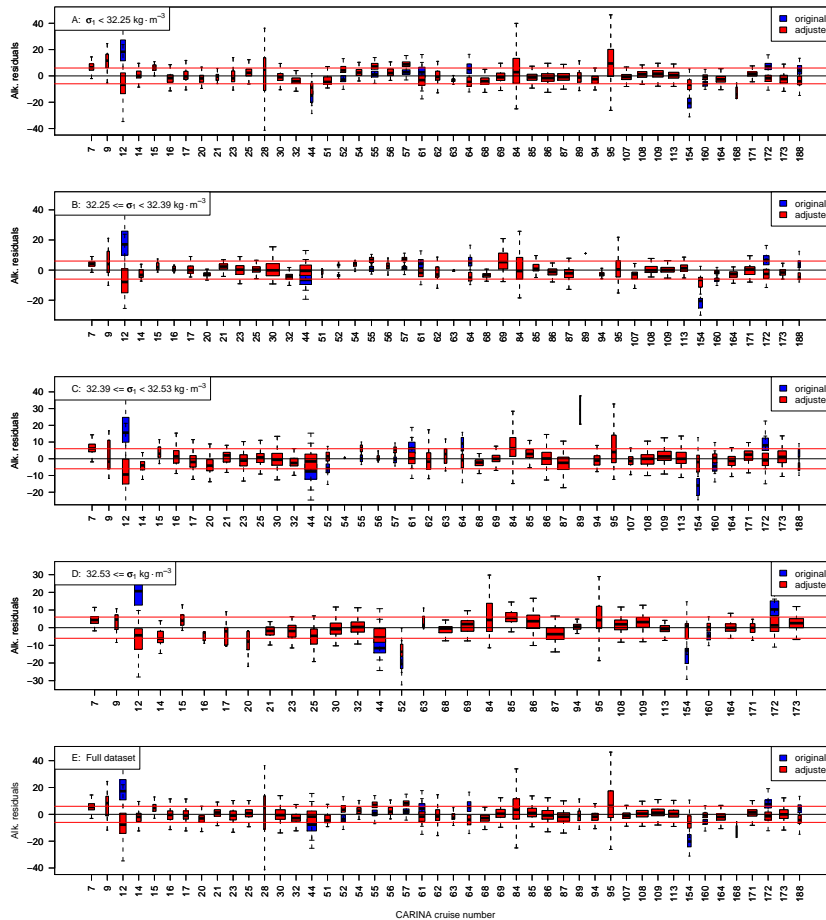 A: σ1 < 32.25 kg · m−3
original
adjuste
Alk. residuals
40
20
0
−20
−40
7 9 12 14 15 16 17 20 21 23 25 28 30 32 44 51 52 54 55 56 57 61 62 63 64 68 69 84 85 86 87 89 94 95 107 108 109 113 154 160 164 168 171 172 173 188
B: 32.25 <= σ1 < 32.39 kg · m−3
original
adjuste
Alk. residuals
40
20
0
−20
7 9 12 14 15 16 17 20 21 23 25 30 32 44 51 52 54 55 56 57 61 62 63 64 68 69 84 85 86 87 89 94 95 107 108 109 113 154 160 164 171 172 173 188
C: 32.39 <= σ1 < 32.53 kg · m−3
original
adjuste
Alk. residuals
40
30
20
10
0
−10
−20
7 9 12 14 15 16 17 20 21 23 25 30 32 44 52 54 55 56 57 61 62 63 64 68 69 84 85 86 87 89 94 95 107 108 109 113 154 160 164 171 172 173 188
D: 32.53 <= σ1 kg · m−3
original
adjuste
Alk. residuals
30
20
10
0
−10
−20
−30
7 9 12 14 15 16 17 20 21 23 25 30 32 44 52 63 68 69 84 85 86 87 94 95 108 109 113 154 160 164 171 172 173
E: Full dataset
original
adjuste
Alk. residuals
40
20
0
−20
−40
7 9 12 14 15 16 17 20 21 23 25 28 30 32 44 51 52 54 55 56 57 61 62 63 64 68 69 84 85 86 87 89 94 95 107 108 109 113 154 160 164 168 171 172 173 188
CARINA cruise number